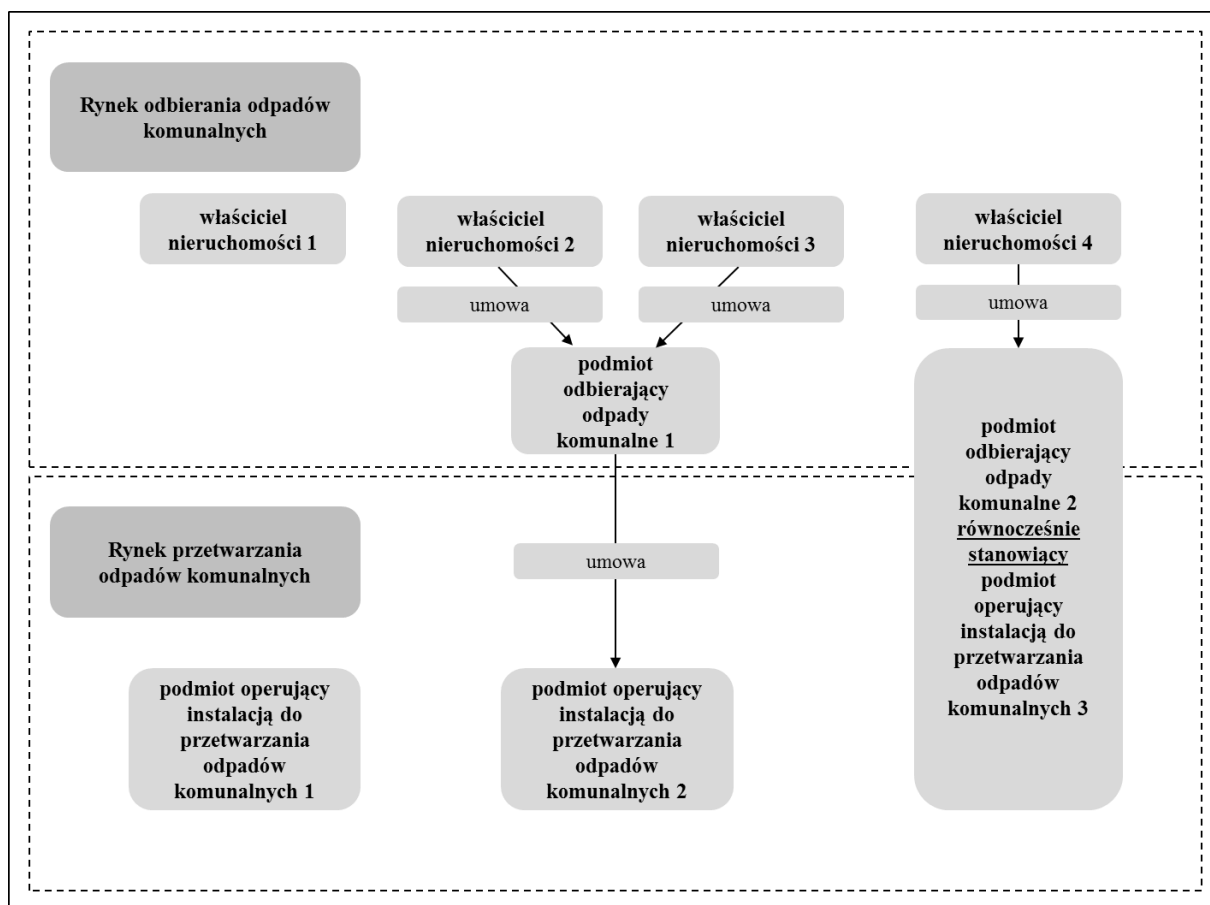 Rynek odbierania odpadów
komunalnych
właściciel
nieruchomości 1
właściciel
nieruchomości 2
właściciel
nieruchomości 3
właściciel
nieruchomości 4
umowa
umowa
umowa
podmiot
odbierający
odpady
komunalne 1
podmiot
odbierający
odpady
komunalne 2
równocześnie
stanowiący
podmiot
operujący
instalacją do
przetwarzania
odpadów
komunalnych 3
Rynek przetwarzania
odpadów komunalnych
umowa
podmiot operujący
instalacją do
przetwarzania
odpadów
komunalnych 1
podmiot operujący
instalacją do
przetwarzania
odpadów
komunalnych 2